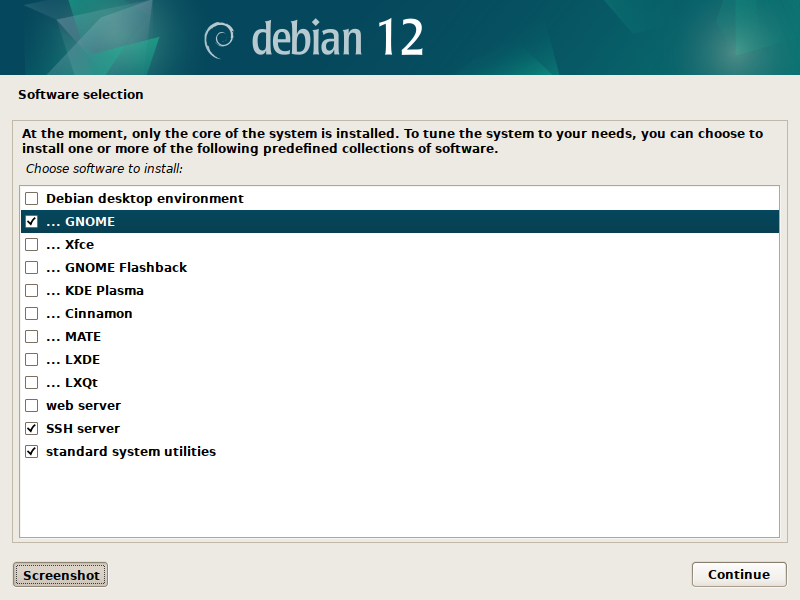 debian 12
Software selection
At the moment, only the core of the system is installed. To tune the system to your needs, you can choose to
install one or more of the following predefined collections of software.
Choose software to install:
Debian desktop environment
... GNOME
... Xfce
... GNOME Flashback
... KDE Plasma
... Cinnamon
... MATE
... LXDE
... LXQt
web server
SSH server
standard system utilities
Screenshot
Continue